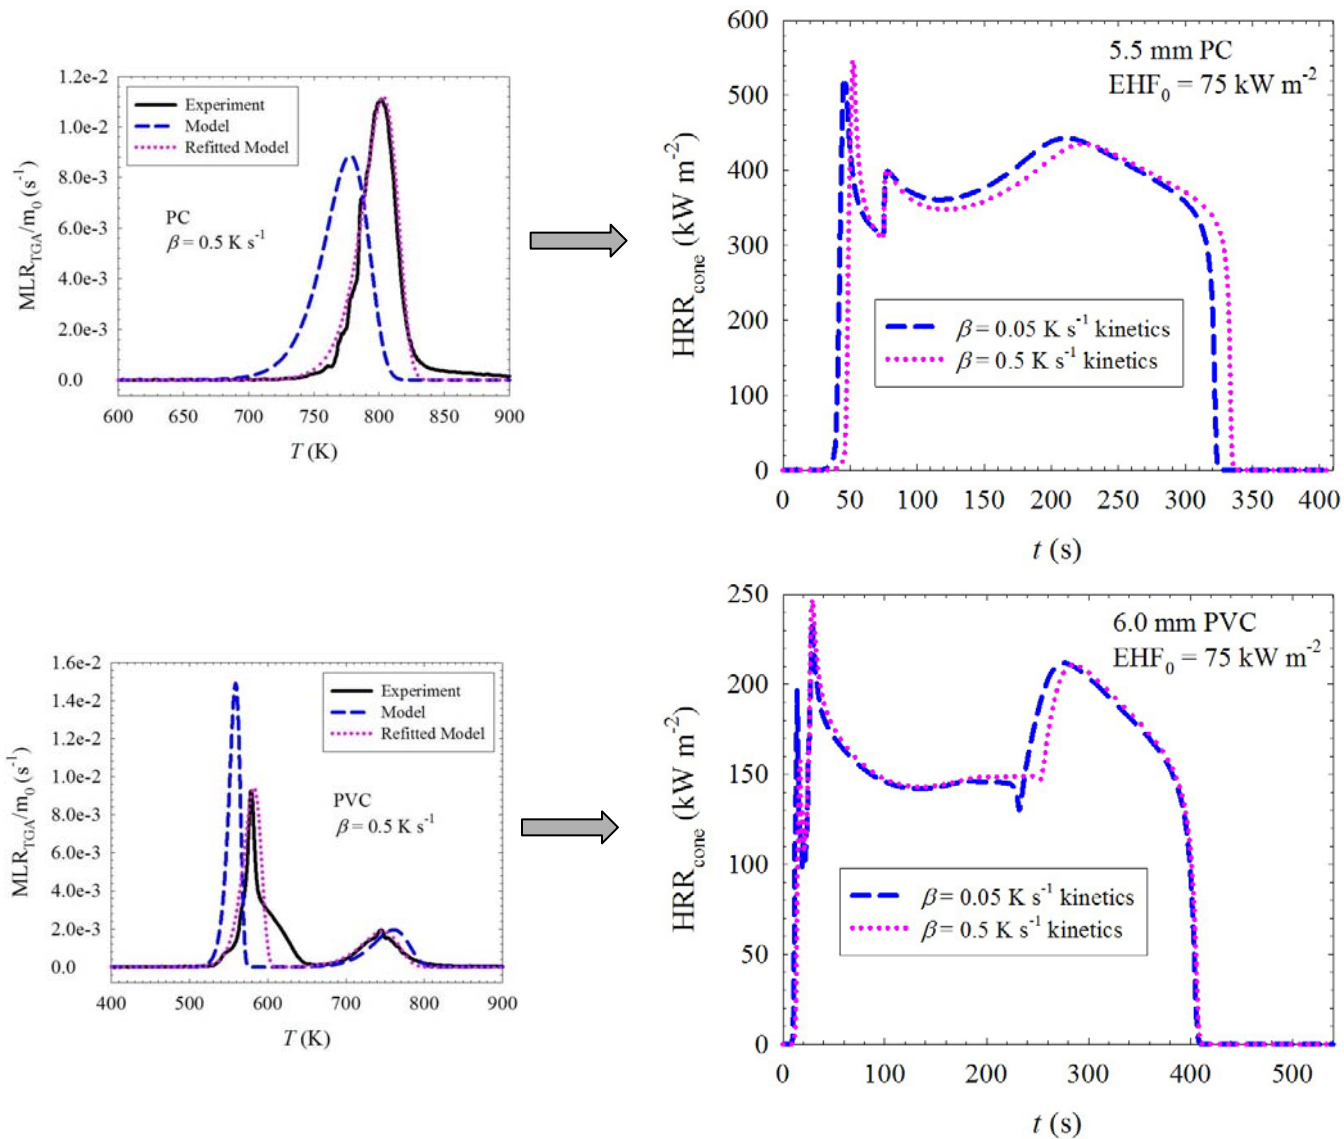 600
500
400
300
200
100
0
HRR_cone (kW m⁻²)
5.5 mm PC
EHF₀ = 75 kW m⁻²
β = 0.05 K s⁻¹ kinetics
β = 0.5 K s⁻¹ kinetics
0 50 100 150 200 250 300 350 400
t (s)
1.2e-2
1.0e-2
8.0e-3
6.0e-3
4.0e-3
2.0e-3
0.0
MLR_TGA/m₀ (s⁻¹)
Experiment
Model
Refitted Model
PC
β = 0.5 K s⁻¹
600 650 700 750 800 850 900
T (K)
250
200
150
100
50
0
HRR_cone (kW m⁻²)
6.0 mm PVC
EHF₀ = 75 kW m⁻²
β = 0.05 K s⁻¹ kinetics
β = 0.5 K s⁻¹ kinetics
0 100 200 300 400 500
t (s)
1.6e-2
1.4e-2
1.2e-2
1.0e-2
8.0e-3
6.0e-3
4.0e-3
2.0e-3
0.0
MLR_TGA/m₀ (s⁻¹)
Experiment
Model
Refitted Model
PVC
β = 0.5 K s⁻¹
400 500 600 700 800 900
T (K)